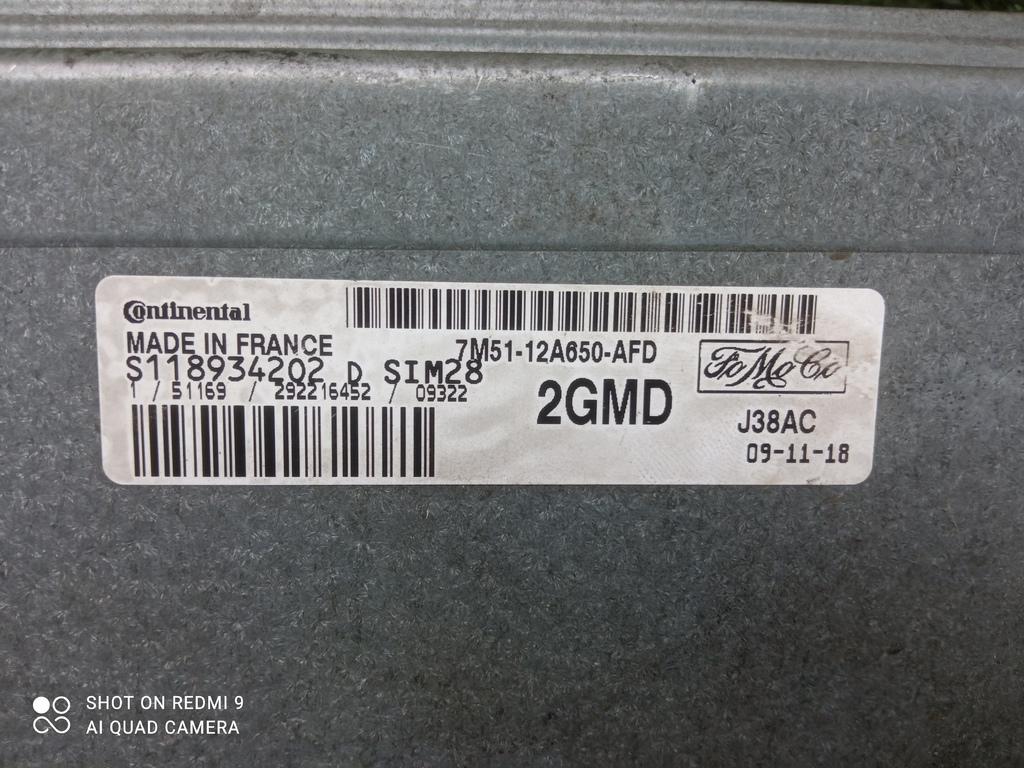 Continental
MADE IN FRANCE
7M51-12A650-AFD
S118934202 D SIM28
1 / 51169 / 292216452 / 09322
2GMD
FoMoCo
J38AC
09-11-18
SHOT ON REDMI 9
AI QUAD CAMERA